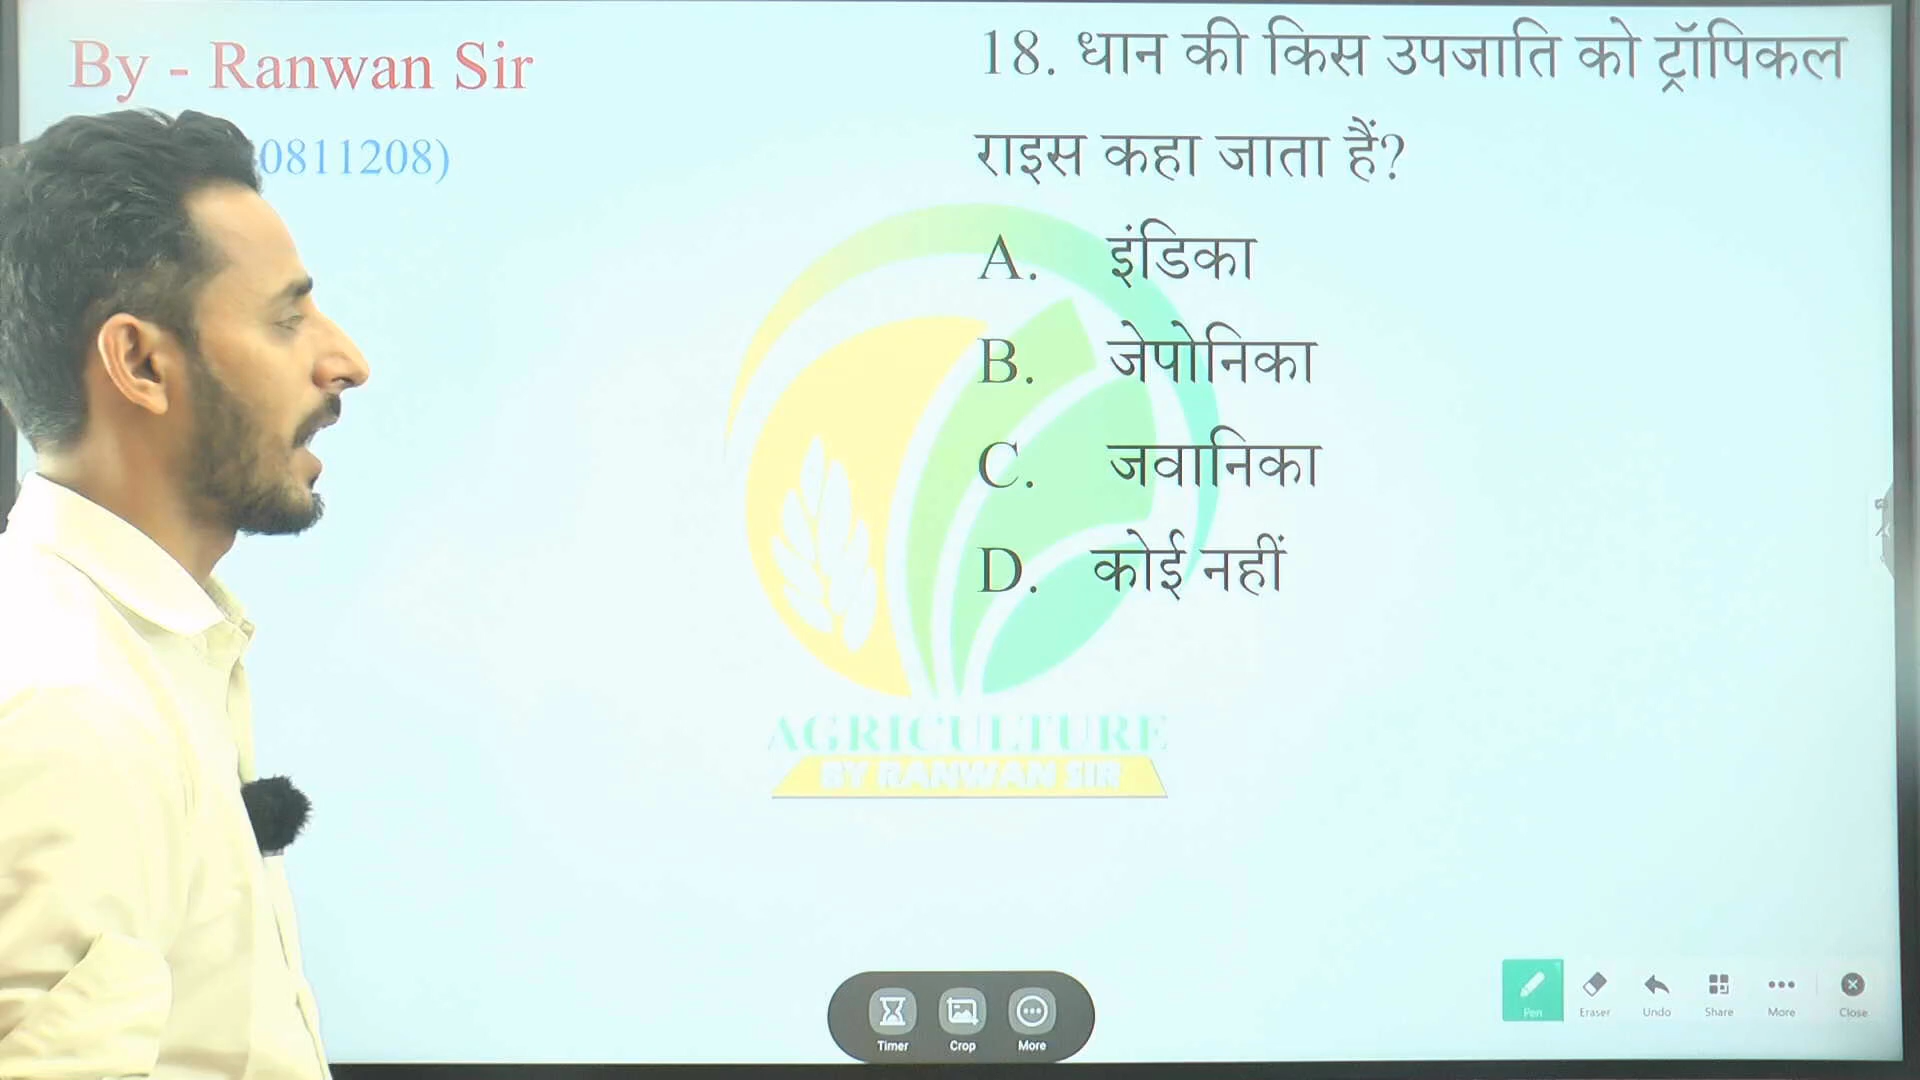 By - Ranwan Sir
0811208)
18. धान की किस उपजाति को ट्रॉपिकल
राइस कहा जाता हैं?
A. इंडिका
B. जेपोनिका
C. जवानिका
D. कोई नहीं
AGRICULTURE
BY RANWAN SIR
Timer
Crop
More
Pen
Eraser
Undo
Share
More
Close